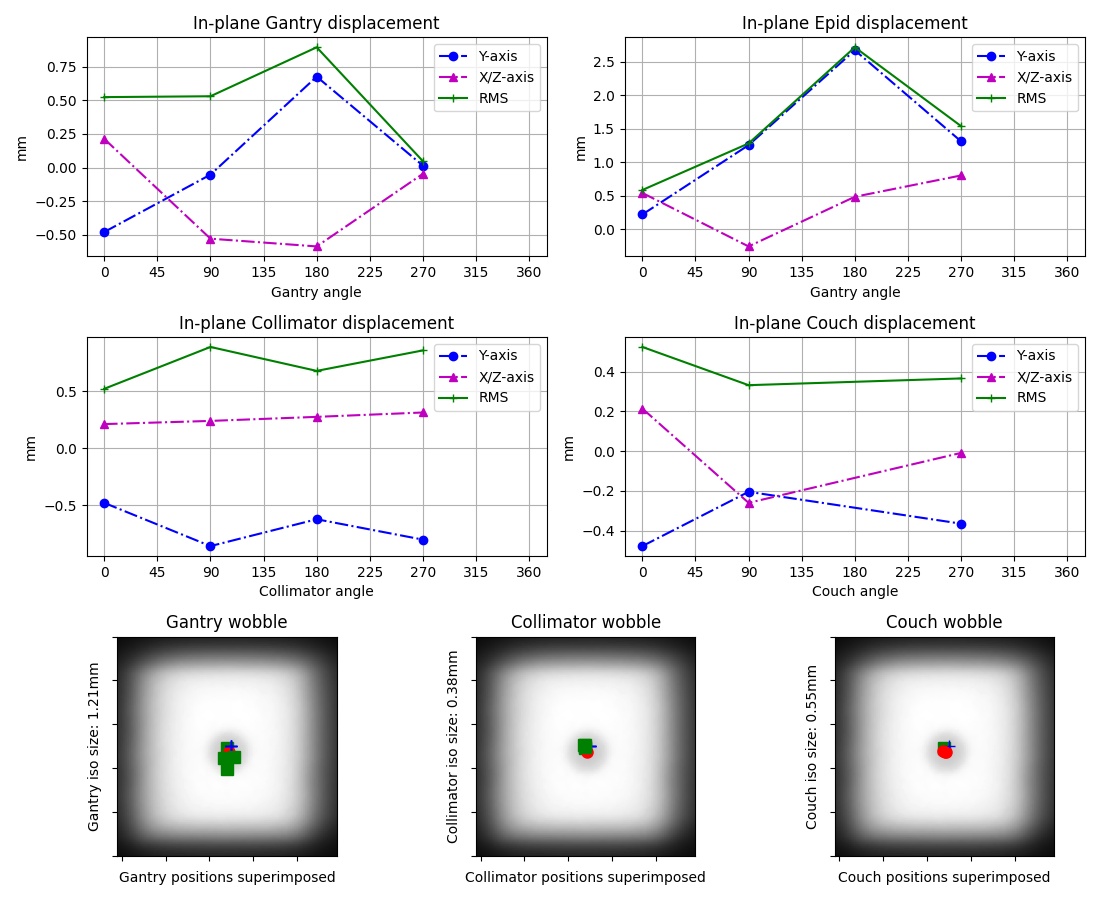 In-plane Gantry displacement
mm
0.75
0.50
0.25
0.00
−0.25
−0.50
0 45 90 135 180 225 270 315 360
Gantry angle
Y-axis
X/Z-axis
RMS
In-plane Epid displacement
mm
2.5
2.0
1.5
1.0
0.5
0.0
0 45 90 135 180 225 270 315 360
Gantry angle
Y-axis
X/Z-axis
RMS
In-plane Collimator displacement
mm
0.5
0.0
−0.5
0 45 90 135 180 225 270 315 360
Collimator angle
Y-axis
X/Z-axis
RMS
In-plane Couch displacement
mm
0.4
0.2
0.0
−0.2
−0.4
0 45 90 135 180 225 270 315 360
Couch angle
Y-axis
X/Z-axis
RMS
Gantry wobble
Gantry iso size: 1.21mm
Gantry positions superimposed
Collimator wobble
Collimator iso size: 0.38mm
Collimator positions superimposed
Couch wobble
Couch iso size: 0.55mm
Couch positions superimposed